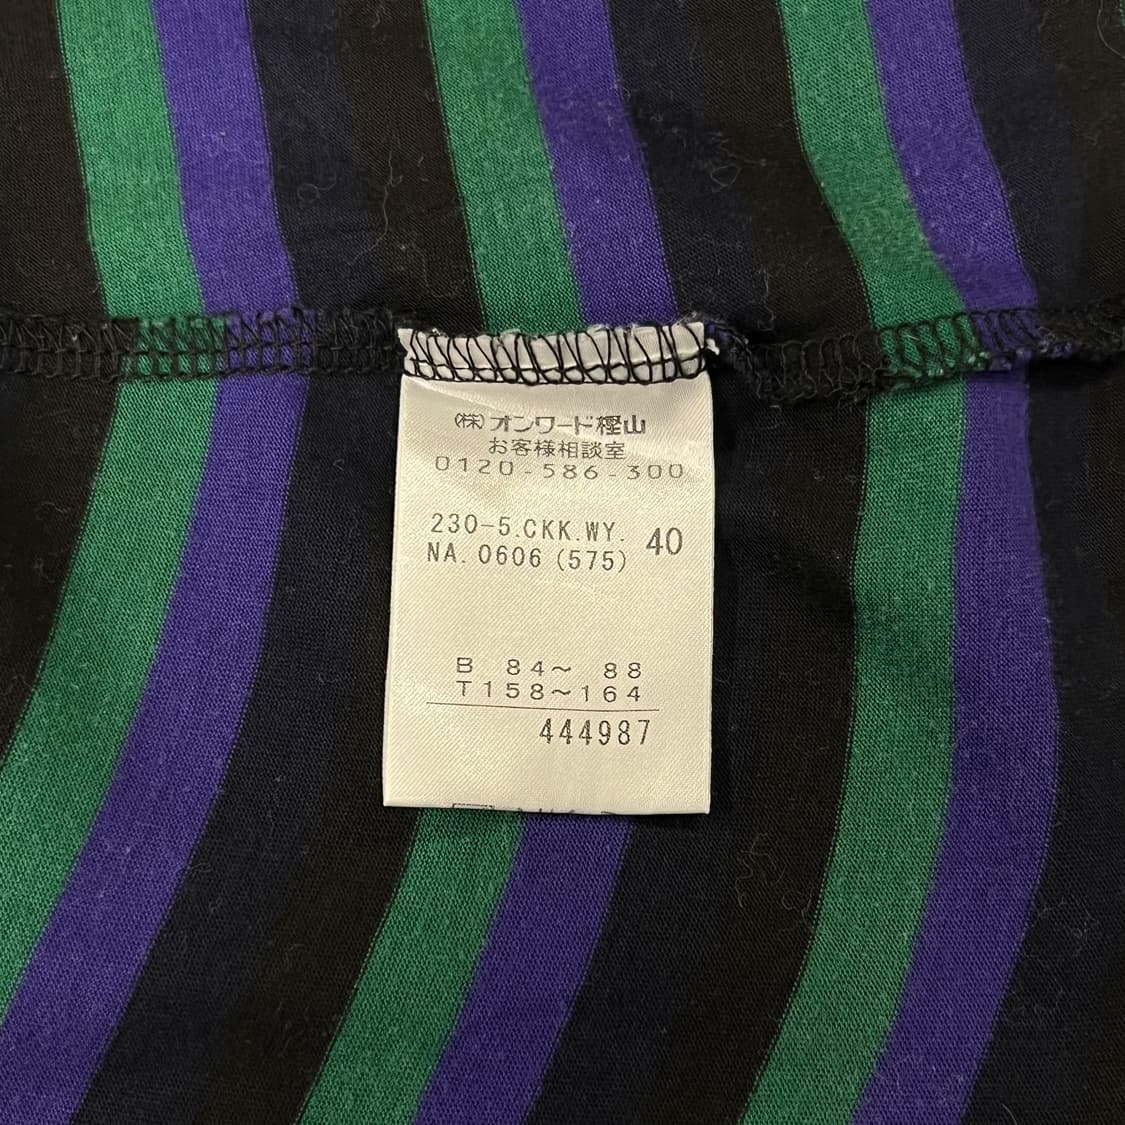 (株)オンワード樫山
お客様相談室
0120-586-300
230-5.CKK.WY. 40
NA.0606(575)
B 84～ 88
T158～164
444987